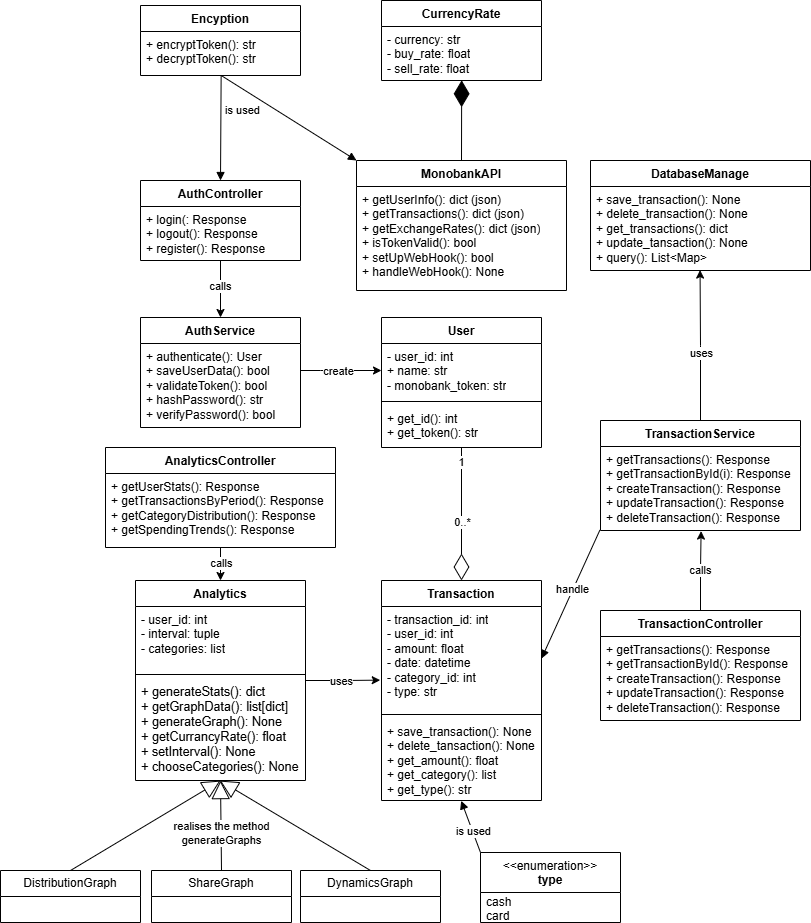 Encyption
+ encryptToken(): str
+ decryptToken(): str
CurrencyRate
- currency: str
- buy_rate: float
- sell_rate: float
is used
AuthController
+ login(: Response
+ logout(): Response
+ register(): Response
MonobankAPI
+ getUserInfo(): dict (json)
+ getTransactions(): dict (json)
+ getExchangeRates(): dict (json)
+ isTokenValid(): bool
+ setUpWebHook(): bool
+ handleWebHook(): None
DatabaseManage
+ save_transaction(): None
+ delete_transaction(): None
+ get_transactions(): dict
+ update_tansaction(): None
+ query(): List<Map>
calls
AuthService
+ authenticate(): User
+ saveUserData(): bool
+ validateToken(): bool
+ hashPassword(): str
+ verifyPassword(): bool
create
User
- user_id: int
+ name: str
- monobank_token: str
+ get_id(): int
+ get_token(): str
uses
TransactionService
+ getTransactions(): Response
+ getTransactionById(i): Response
+ createTransaction(): Response
+ updateTransaction(): Response
+ deleteTransaction(): Response
AnalyticsController
+ getUserStats(): Response
+ getTransactionsByPeriod(): Response
+ getCategoryDistribution(): Response
+ getSpendingTrends(): Response
1
0..*
calls
calls
handle
Analytics
- user_id: int
- interval: tuple
- categories: list
+ generateStats(): dict
+ getGraphData(): list[dict]
+ generateGraph(): None
+ getCurrancyRate(): float
+ setInterval(): None
+ chooseCategories(): None
uses
Transaction
- transaction_id: int
- user_id: int
- amount: float
- date: datetime
- category_id: int
- type: str
+ save_transaction(): None
+ delete_tansaction(): None
+ get_amount(): float
+ get_category(): list
+ get_type(): str
TransactionController
+ getTransactions(): Response
+ getTransactionById(): Response
+ createTransaction(): Response
+ updateTransaction(): Response
+ deleteTransaction(): Response
realises the method
generateGraphs
is used
DistributionGraph
ShareGraph
DynamicsGraph
<<enumeration>>
type
cash
card